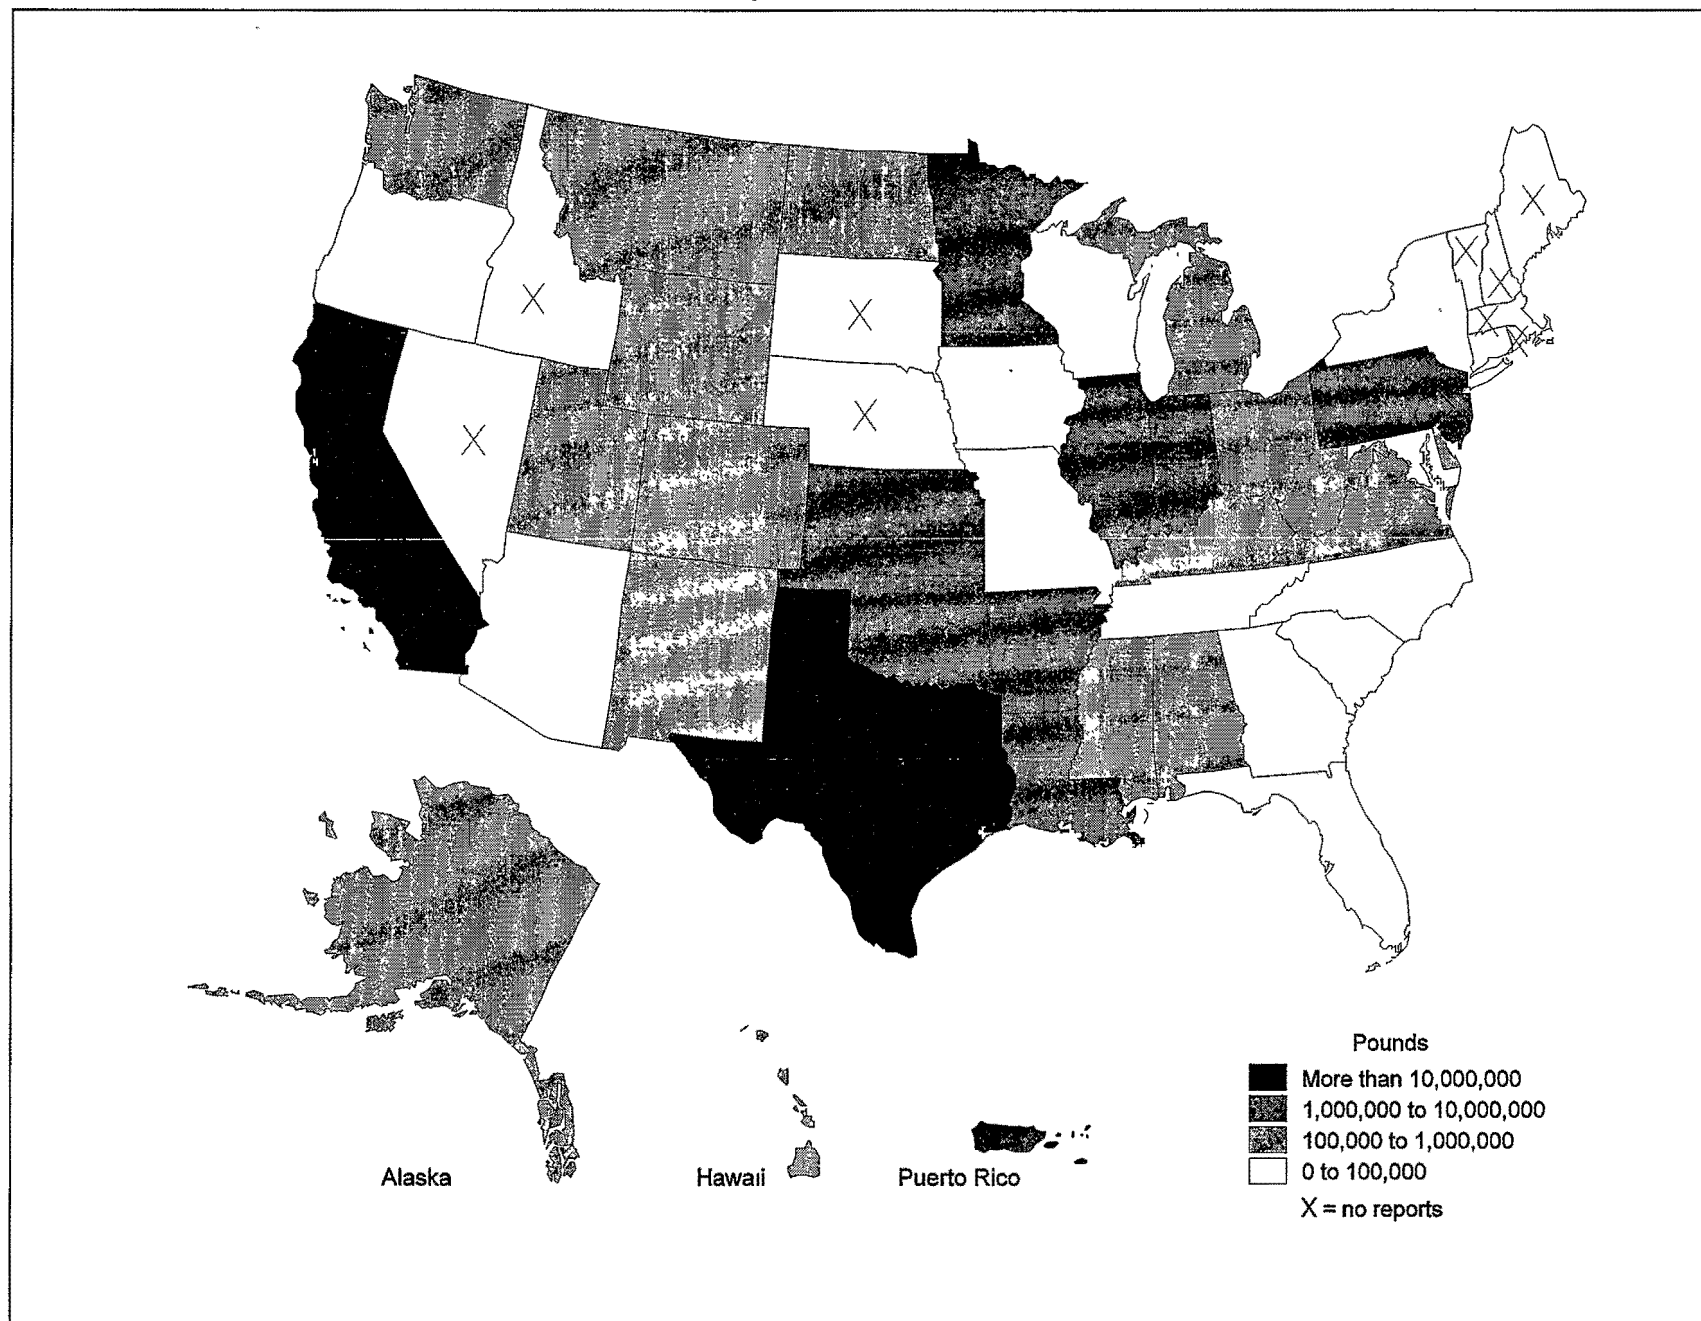 X
X
X
X
X
X
X
X
X
Alaska
Hawaii
Puerto Rico
Pounds
More than 10,000,000
1,000,000 to 10,000,000
100,000 to 1,000,000
0 to 100,000
X = no reports